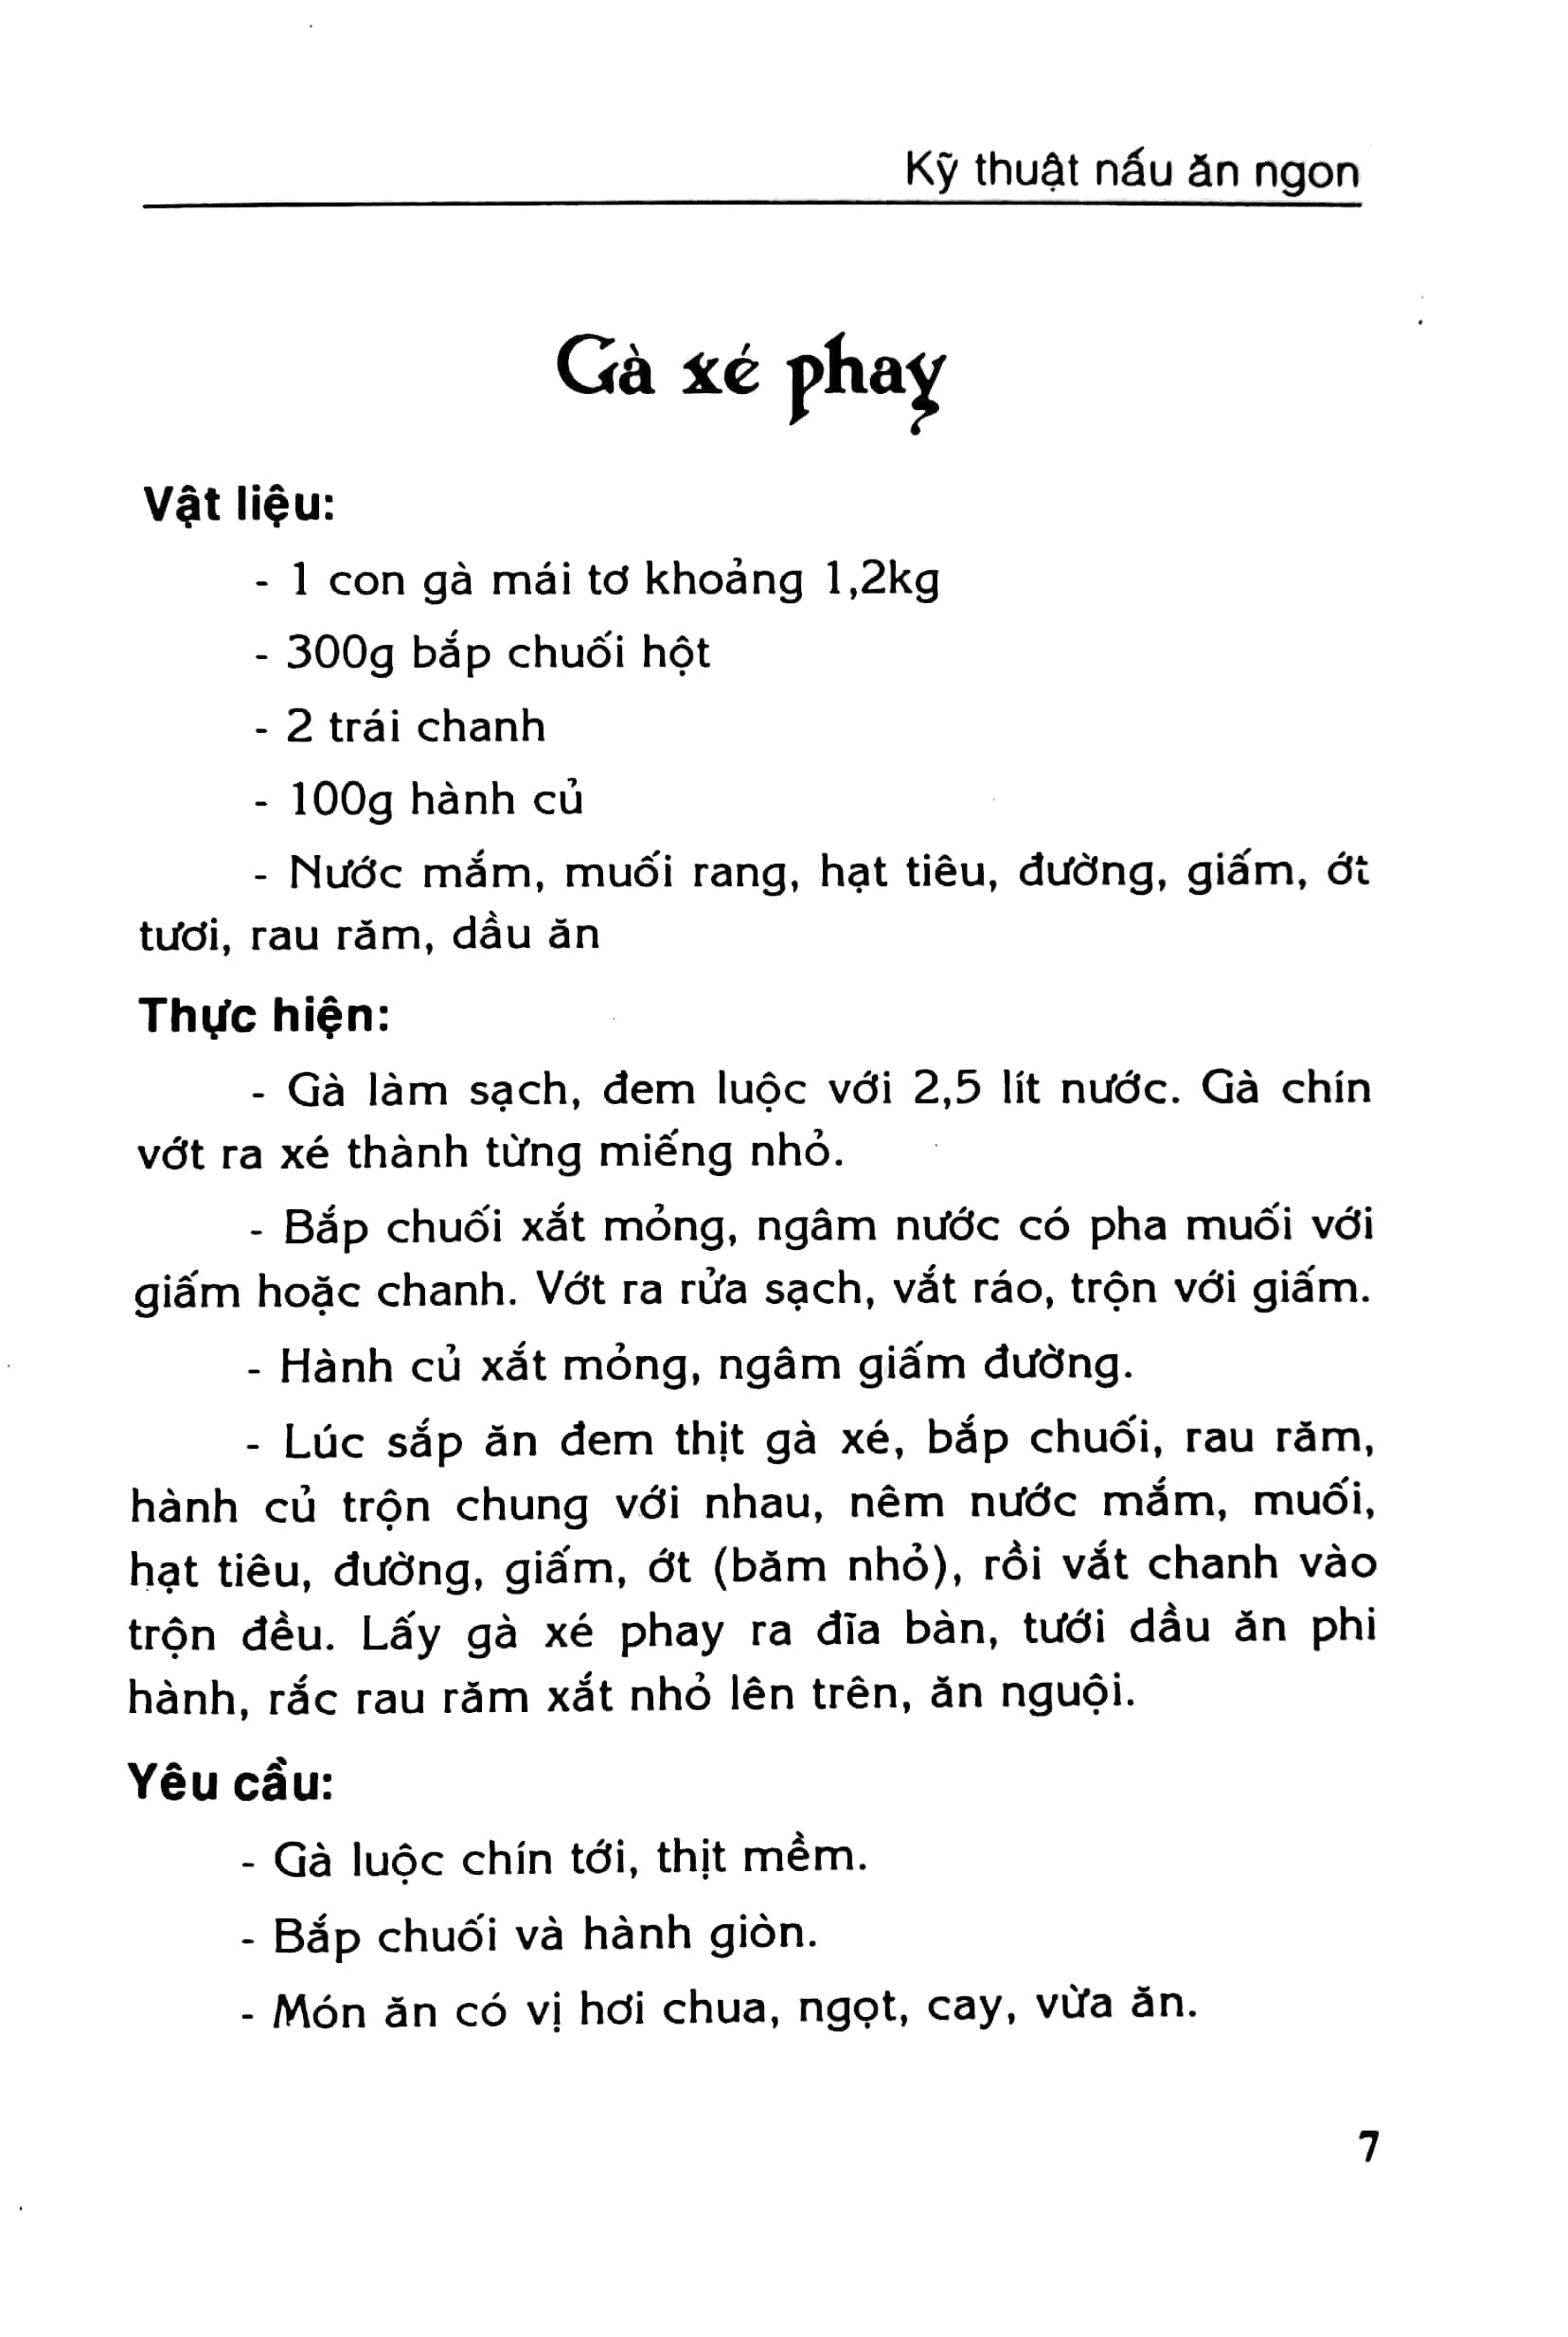 Kỹ thuật nấu ăn ngon
Gà xé phay
Vật liệu:
- 1 con gà mái tơ khoảng 1,2kg
- 300g bắp chuối hột
- 2 trái chanh
- 100g hành củ
- Nước mắm, muối rang, hạt tiêu, đường, giấm, ớt
tươi, rau răm, dầu ăn
Thực hiện:
- Gà làm sạch, đem luộc với 2,5 lít nước. Gà chín
vớt ra xé thành từng miếng nhỏ.
- Bắp chuối xắt mỏng, ngâm nước có pha muối với
giấm hoặc chanh. Vớt ra rửa sạch, vắt ráo, trộn với giấm.
- Hành củ xắt mỏng, ngâm giấm đường.
- Lúc sắp ăn đem thịt gà xé, bắp chuối, rau răm,
hành củ trộn chung với nhau, nêm nước mắm, muối,
hạt tiêu, đường, giấm, ớt (băm nhỏ), rồi vắt chanh vào
trộn đều. Lấy gà xé phay ra đĩa bàn, tưới dầu ăn phi
hành, rắc rau răm xắt nhỏ lên trên, ăn nguội.
Yêu cầu:
- Gà luộc chín tới, thịt mềm.
- Bắp chuối và hành giòn.
- Món ăn có vị hơi chua, ngọt, cay, vừa ăn.
7